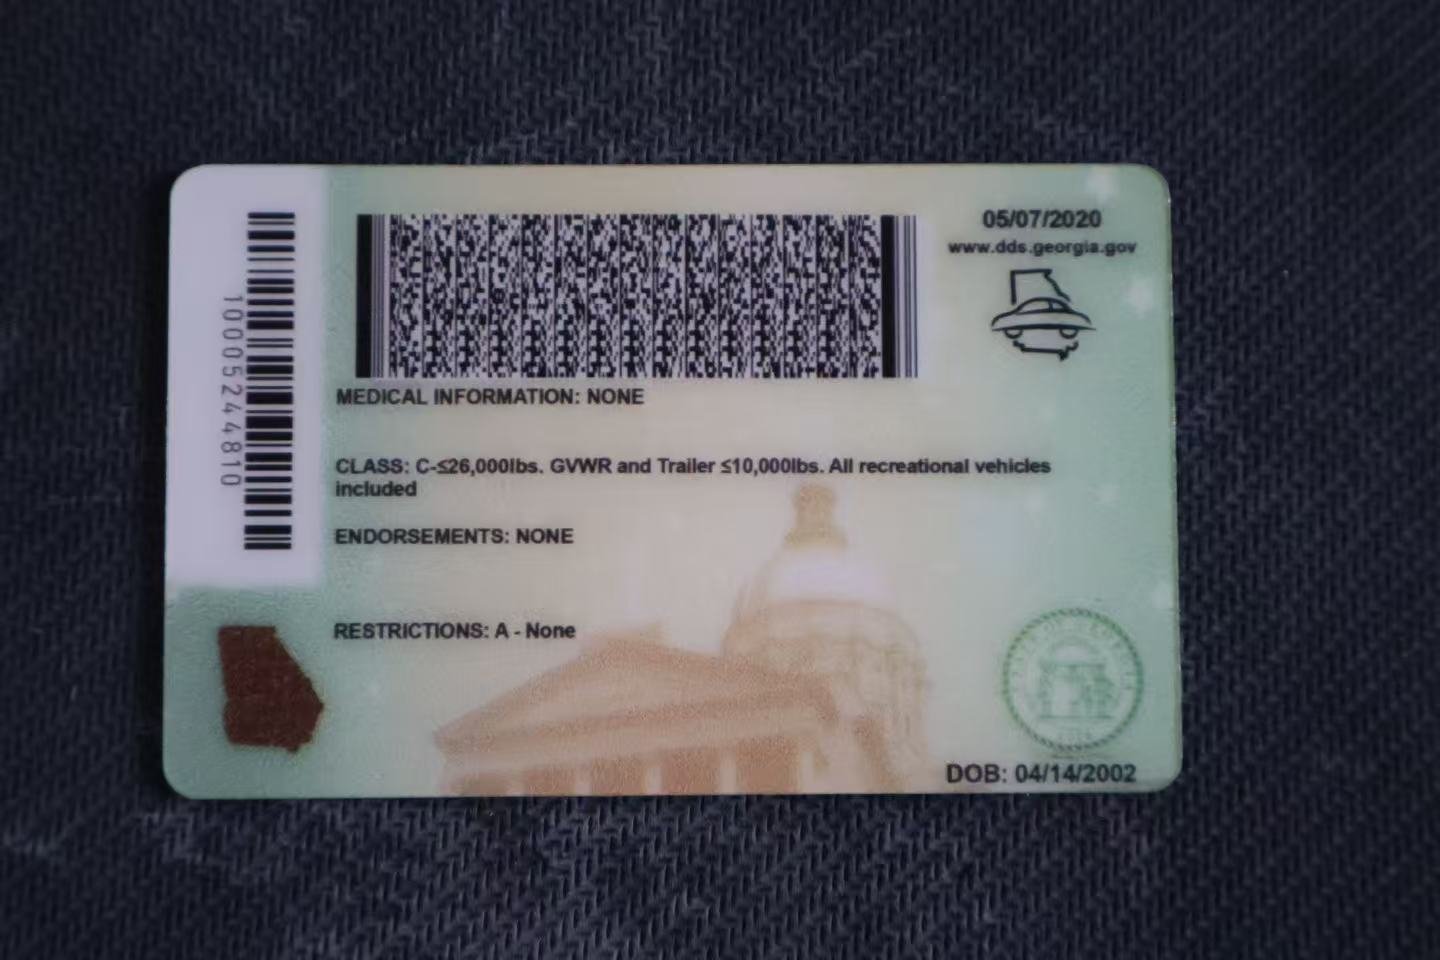 10005244810
05/07/2020
www.dds.georgia.gov
MEDICAL INFORMATION: NONE
CLASS: C-≤26,000lbs. GVWR and Trailer ≤10,000lbs. All recreational vehicles
included
ENDORSEMENTS: NONE
RESTRICTIONS: A - None
DOB: 04/14/2002